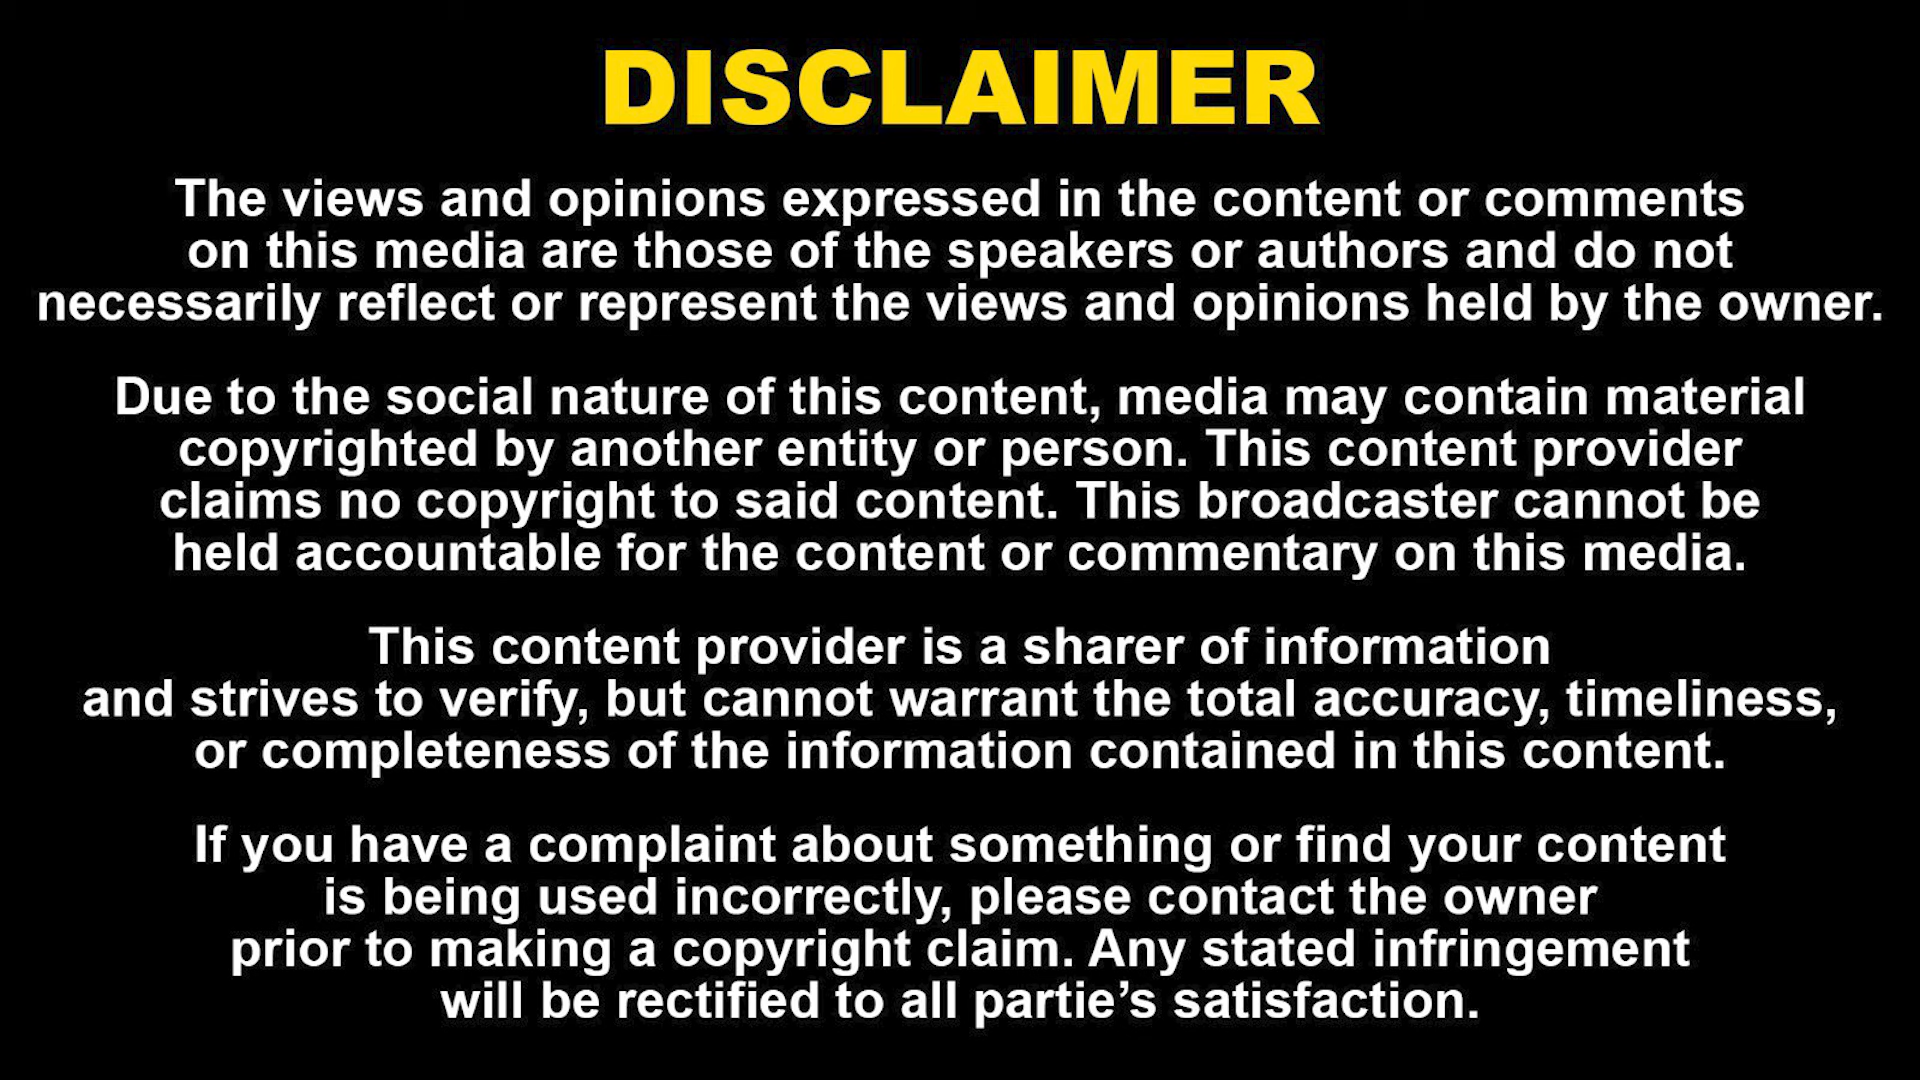 DISCLAIMER
The views and opinions expressed in the content or comments
on this media are those of the speakers or authors and do not
necessarily reflect or represent the views and opinions held by the owner.
Due to the social nature of this content, media may contain material
copyrighted by another entity or person. This content provider
claims no copyright to said content. This broadcaster cannot be
held accountable for the content or commentary on this media.
This content provider is a sharer of information
and strives to verify, but cannot warrant the total accuracy, timeliness,
or completeness of the information contained in this content.
If you have a complaint about something or find your content
is being used incorrectly, please contact the owner
prior to making a copyright claim. Any stated infringement
will be rectified to all partie’s satisfaction.